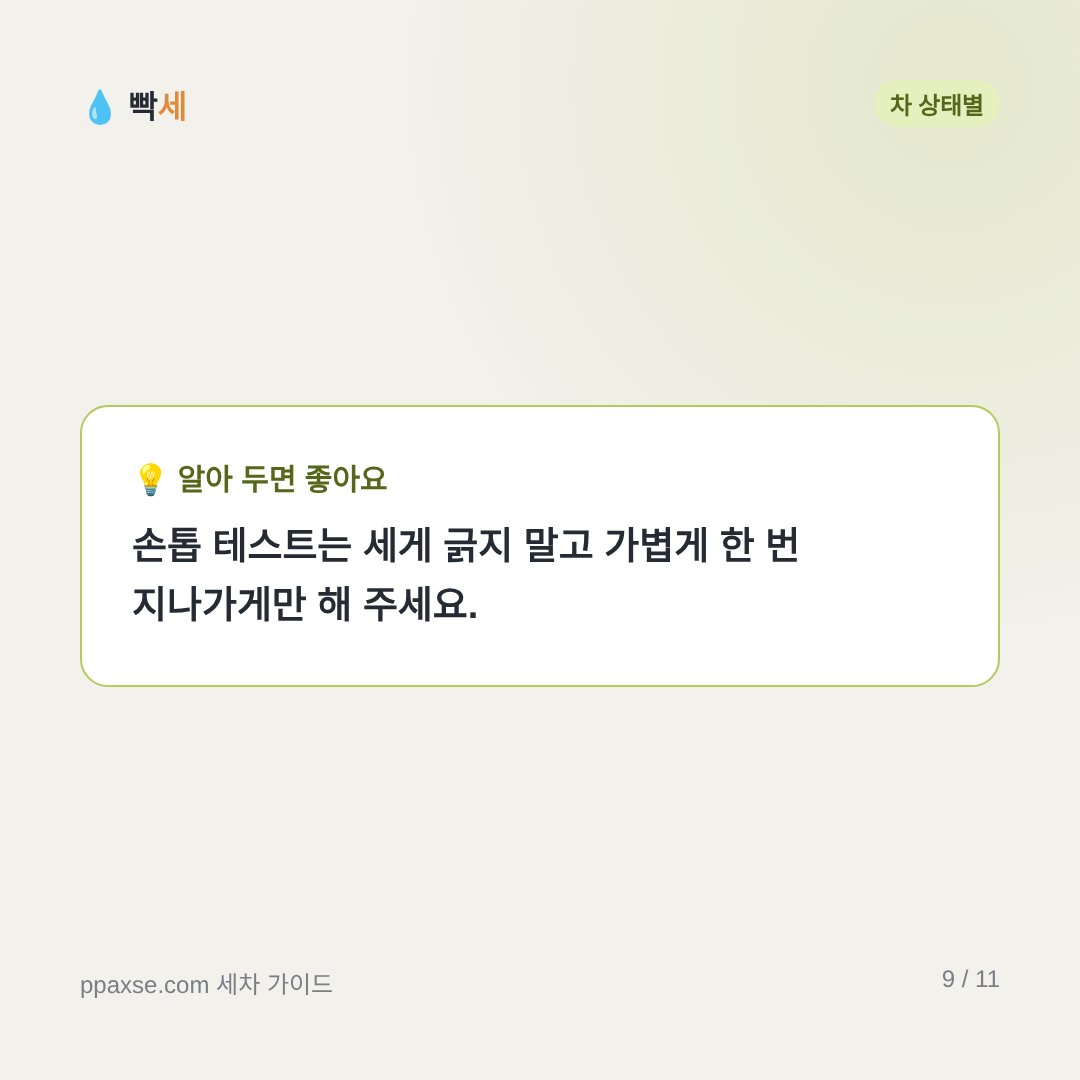 💧 빡세
차 상태별
💡 알아 두면 좋아요
손톱 테스트는 세게 긁지 말고 가볍게 한 번
지나가게만 해 주세요.
ppaxse.com 세차 가이드
9 / 11